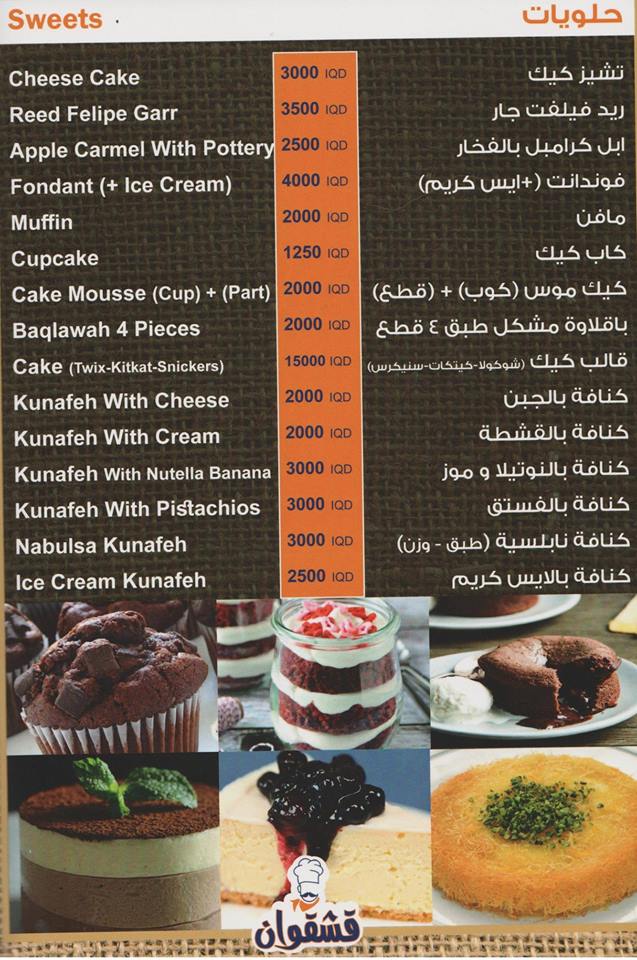 Sweets . حلويات
Cheese Cake 3000 IQD تشيز كيك
Reed Felipe Garr 3500 IQD ريد فيلفت جار
Apple Carmel With Pottery 2500 IQD ابل كرامبل بالفخار
Fondant (+ Ice Cream) 4000 IQD فوندانت (+ايس كريم)
Muffin 2000 IQD مافن
Cupcake 1250 IQD كاب كيك
Cake Mousse (Cup) + (Part) 2000 IQD كيك موس (كوب) + (قطع)
Baqlawah 4 Pieces 2000 IQD باقلاوة مشكل طبق ٤ قطع
Cake (Twix-Kitkat-Snickers) 15000 IQD قالب كيك (شوكولا-كيتكات-سنيكرس)
Kunafeh With Cheese 2000 IQD كنافة بالجبن
Kunafeh With Cream 2000 IQD كنافة بالقشطة
Kunafeh With Nutella Banana 3000 IQD كنافة بالنوتيلا و موز
Kunafeh With Pistachios 3000 IQD كنافة بالفستق
Nabulsa Kunafeh 3000 IQD كنافة نابلسية (طبق - وزن)
Ice Cream Kunafeh 2500 IQD كنافة بالايس كريم
قشقوان